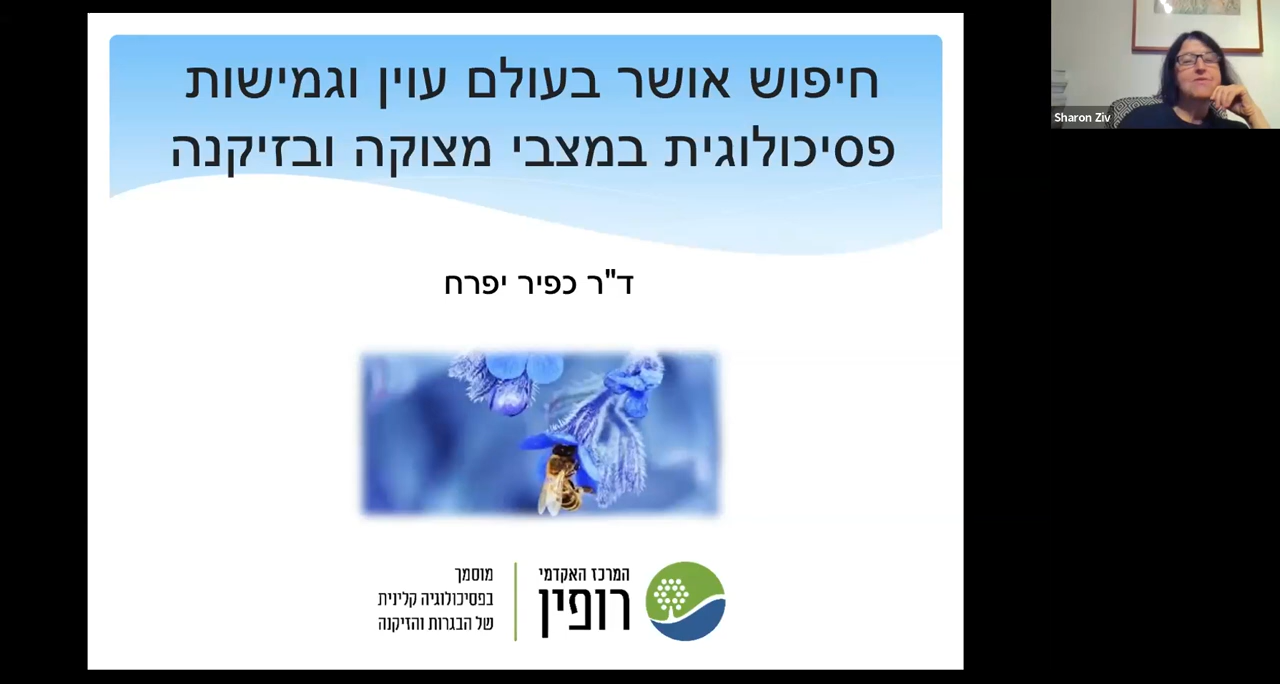 חיפוש אושר בעולם עוין וגמישות
פסיכולוגית במצבי מצוקה ובזיקנה
Sharon Ziv
ד"ר כפיר יפרח
המרכז האקדמי
רופין
מוסמך
בפסיכולוגיה קלינית
של הבגרות והזיקנה